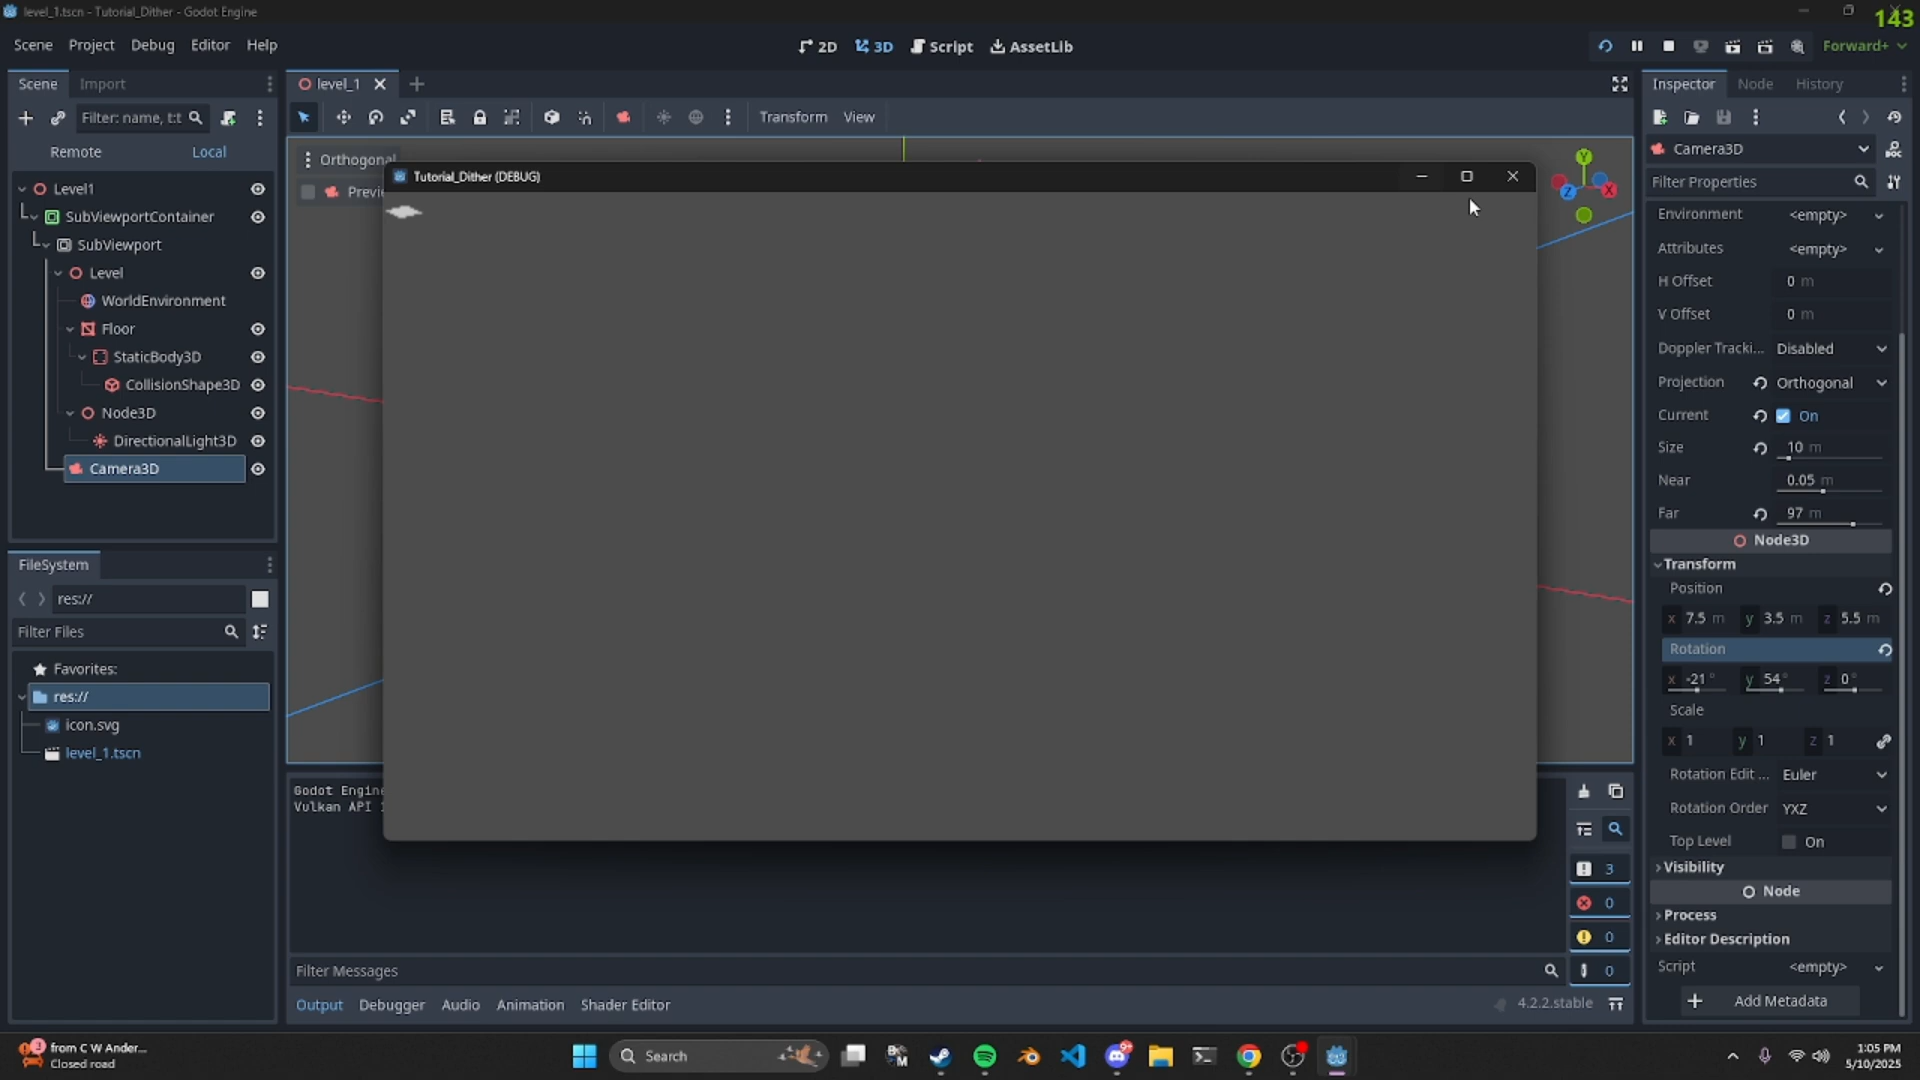 level_1.tscn - Tutorial_Dither - Godot Engine
143
Scene Project Debug Editor Help
2D 3D Script AssetLib
Forward+
Scene Import
level_1
Inspector Node History
Filter: name, t:t
Transform View
Remote Local
Camera3D
Orthogonal
Filter Properties
Tutorial_Dither (DEBUG)
Y
X
Z
Level1
SubViewportContainer
SubViewport
Level
WorldEnvironment
Floor
StaticBody3D
CollisionShape3D
Node3D
DirectionalLight3D
Camera3D
Environment <empty>
Attributes <empty>
H Offset 0 m
V Offset 0 m
Doppler Tracki... Disabled
Projection Orthogonal
Current On
Size 10 m
Near 0.05 m
Far 97 m
Node3D
Transform
Position
x 7.5 m y 3.5 m z 5.5 m
Rotation
x -21 ° y 54 ° z 0 °
Scale
x 1 y 1 z 1
Rotation Edit ... Euler
Rotation Order YXZ
Top Level On
Visibility
Node
Process
Editor Description
Script <empty>
Add Metadata
FileSystem
res://
Filter Files
Favorites:
res://
icon.svg
level_1.tscn
Godot Engine
Vulkan API
3
0
0
0
Filter Messages
Output Debugger Audio Animation Shader Editor
4.2.2.stable
from C W Ander...
Closed road
Search
1:05 PM
5/10/2025